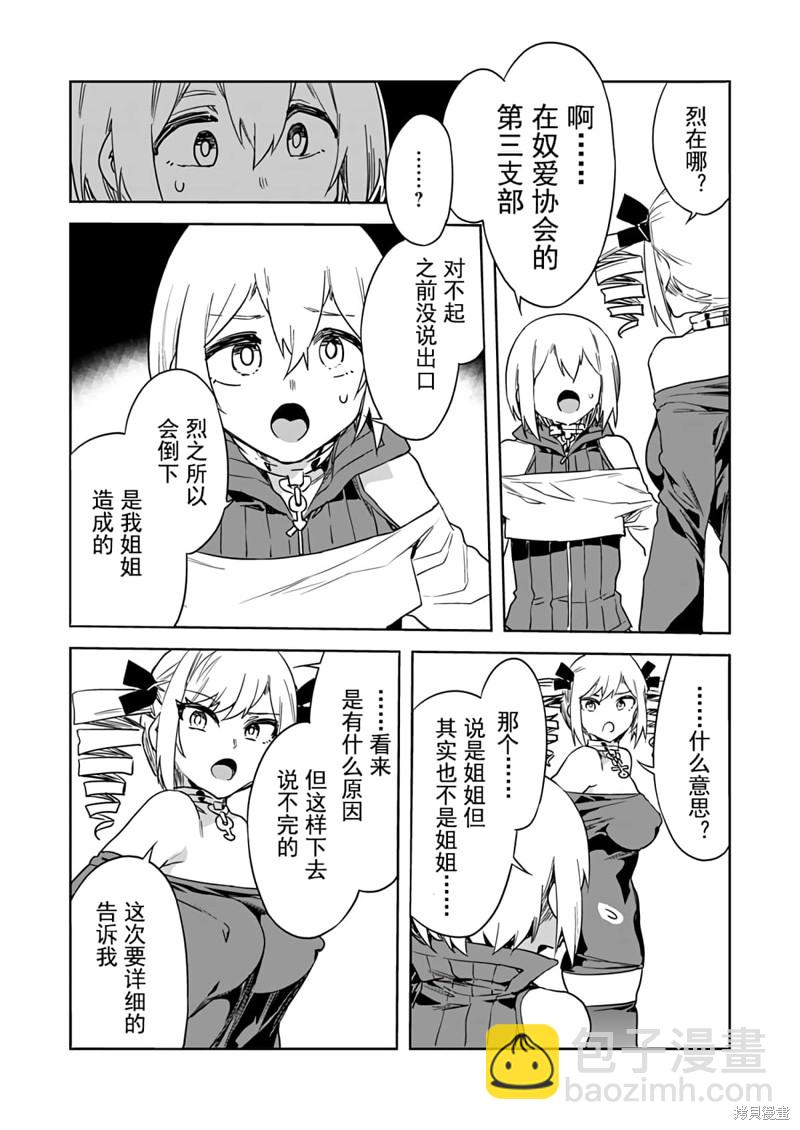 烈在哪？
啊……
在奴爱协会的
第三支部
……？
对不起
之前没说出口
烈之所以
会倒下
是我姐姐
造成的
……什么意思？
那个……
说是姐姐但
其实也不是姐姐……
……看来
是有什么原因
但这样下去
说不完的
这次要详细的
告诉我
包子漫畫
baozimh.com
拷贝漫畫